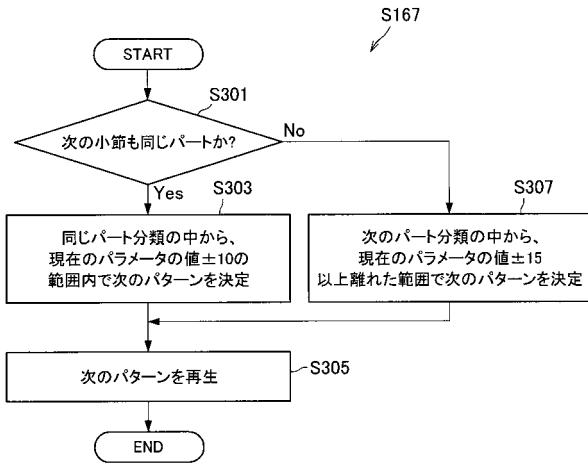 S167
START
S301
次の小節も同じパートか?
No
Yes
S303
同じパート分類の中から、
現在のパラメータの値±10の
範囲内で次のパターンを決定
S307
次のパート分類の中から、
現在のパラメータの値±15
以上離れた範囲で次のパターンを決定
次のパターンを再生
S305
END